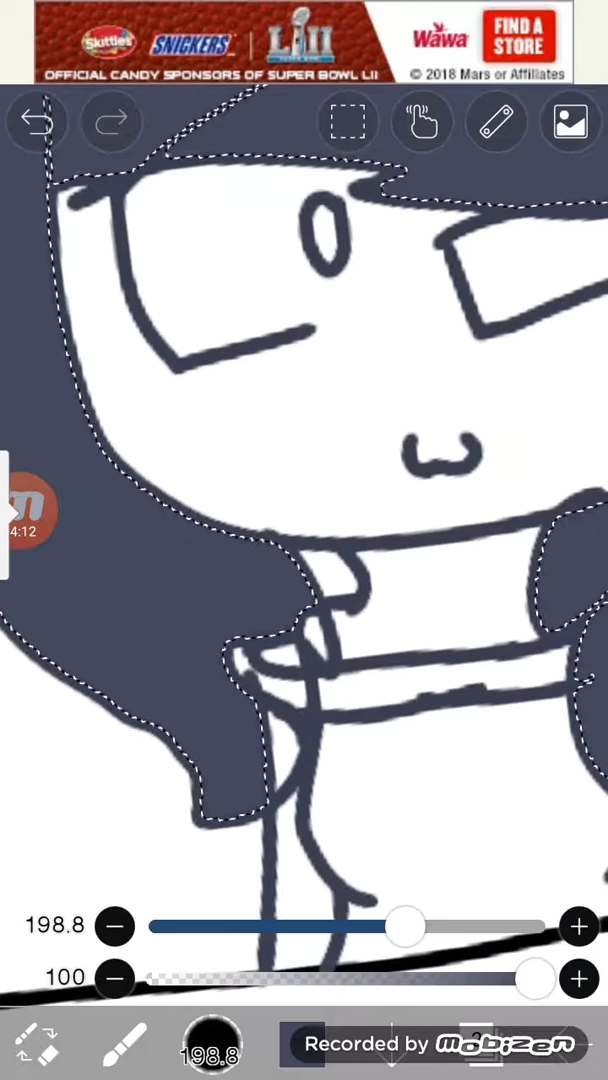 Skittles SNICKERS LII Wawa FIND A STORE
OFFICIAL CANDY SPONSORS OF SUPER BOWL LII © 2018 Mars or Affiliates
4:12
198.8
100
198.8
Recorded by mobizen